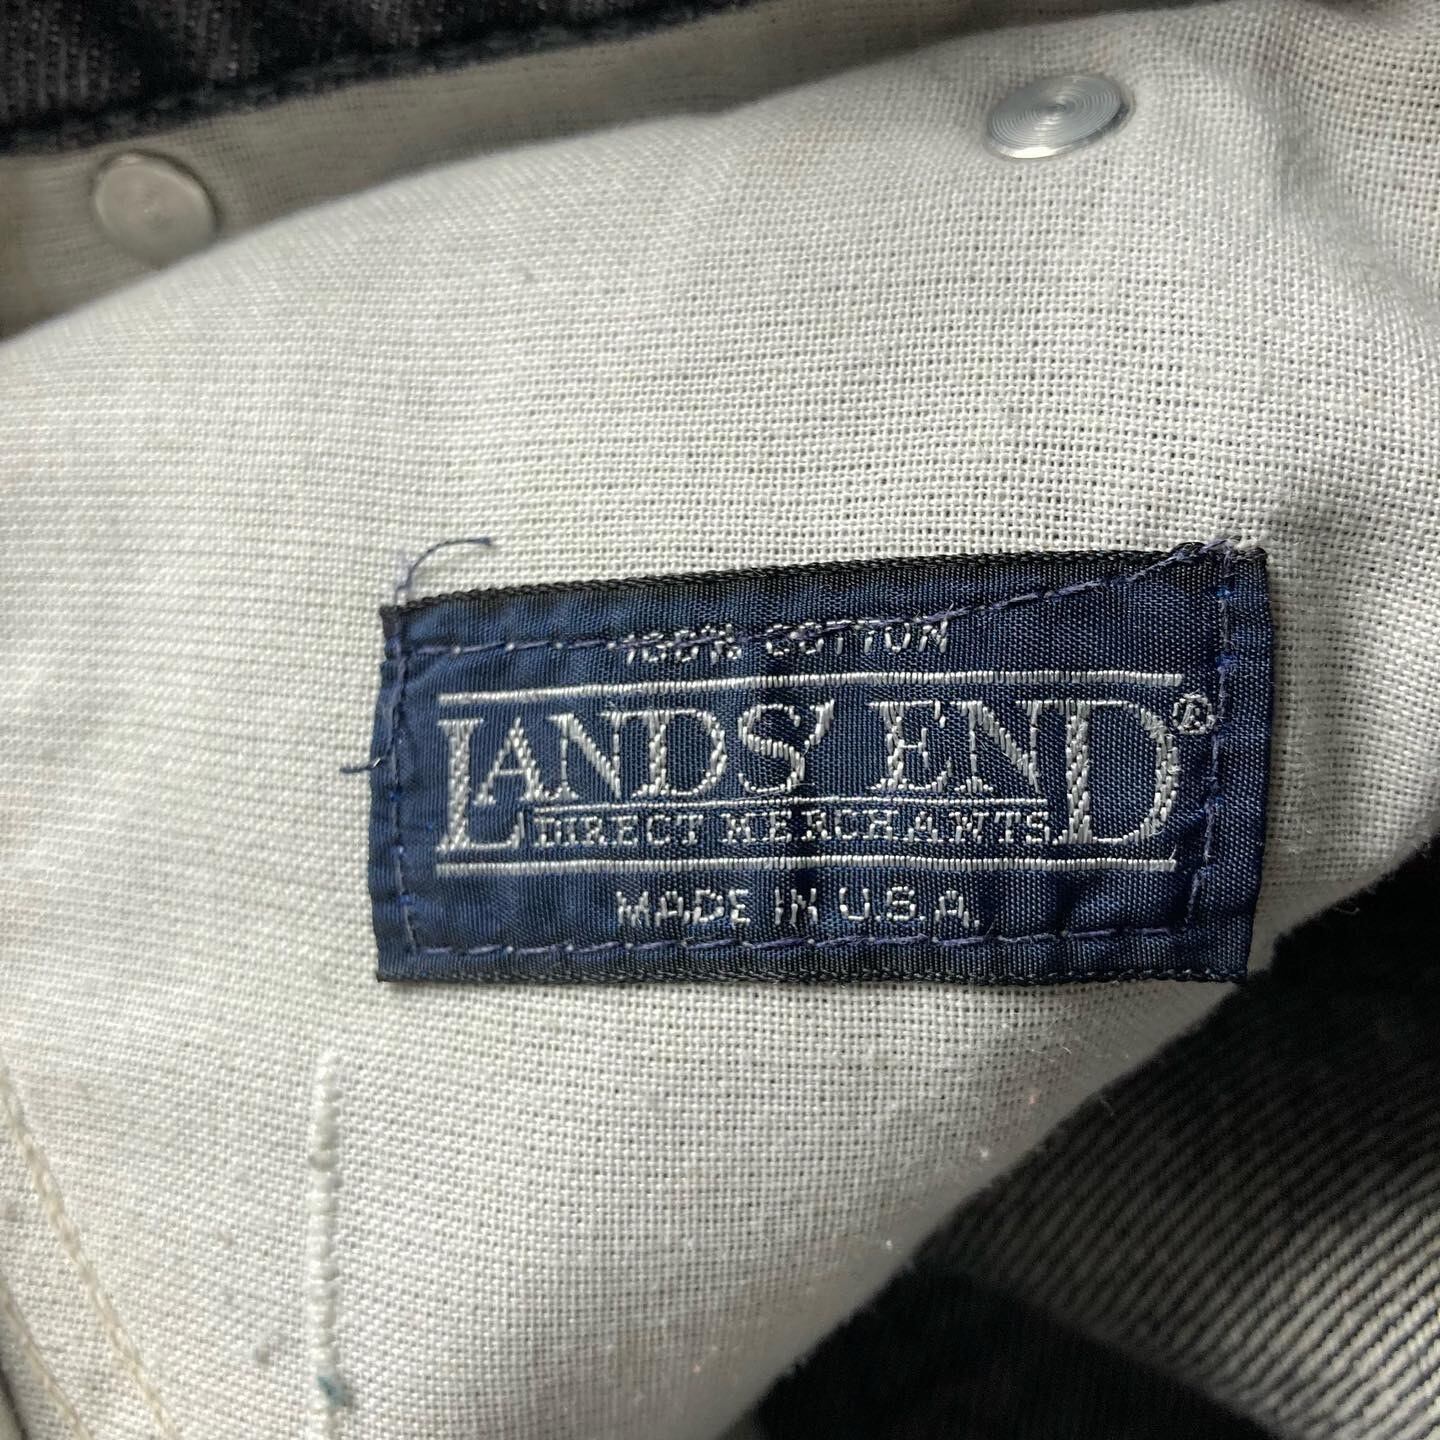 100% COTTON
LANDS' END®
DIRECT MERCHANTS
MADE IN U.S.A.